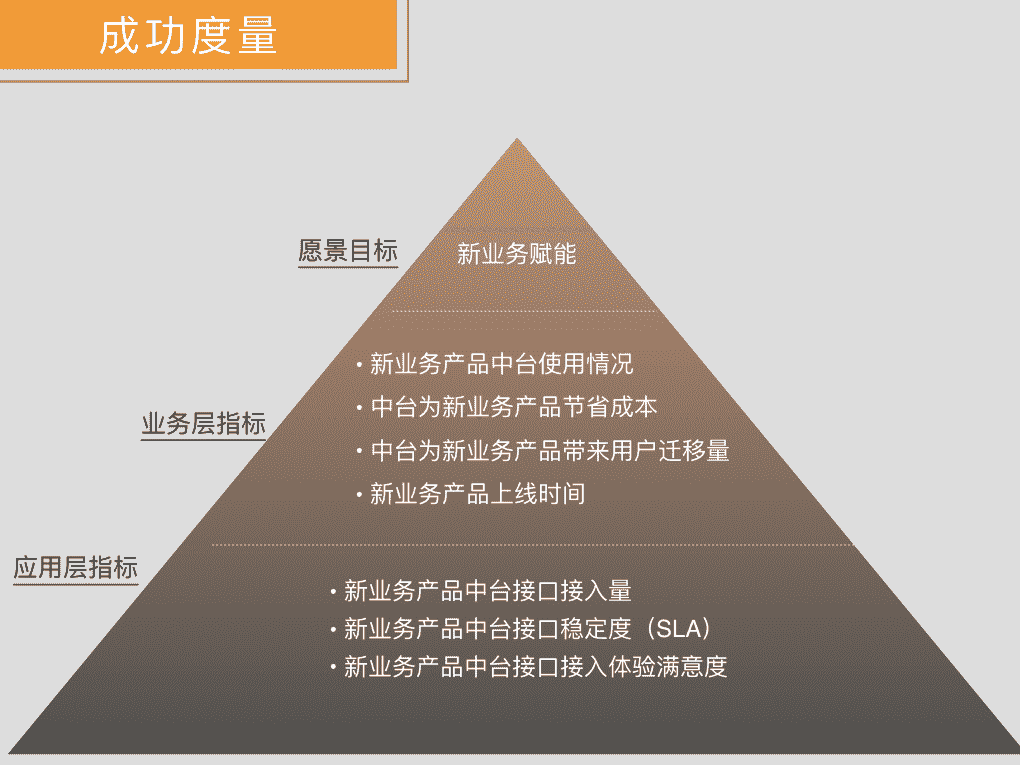 成功度量
愿景目标
新业务赋能
业务层指标
• 新业务产品中台使用情况
• 中台为新业务产品节省成本
• 中台为新业务产品带来用户迁移量
• 新业务产品上线时间
应用层指标
• 新业务产品中台接口接入量
• 新业务产品中台接口稳定度（SLA）
• 新业务产品中台接口接入体验满意度